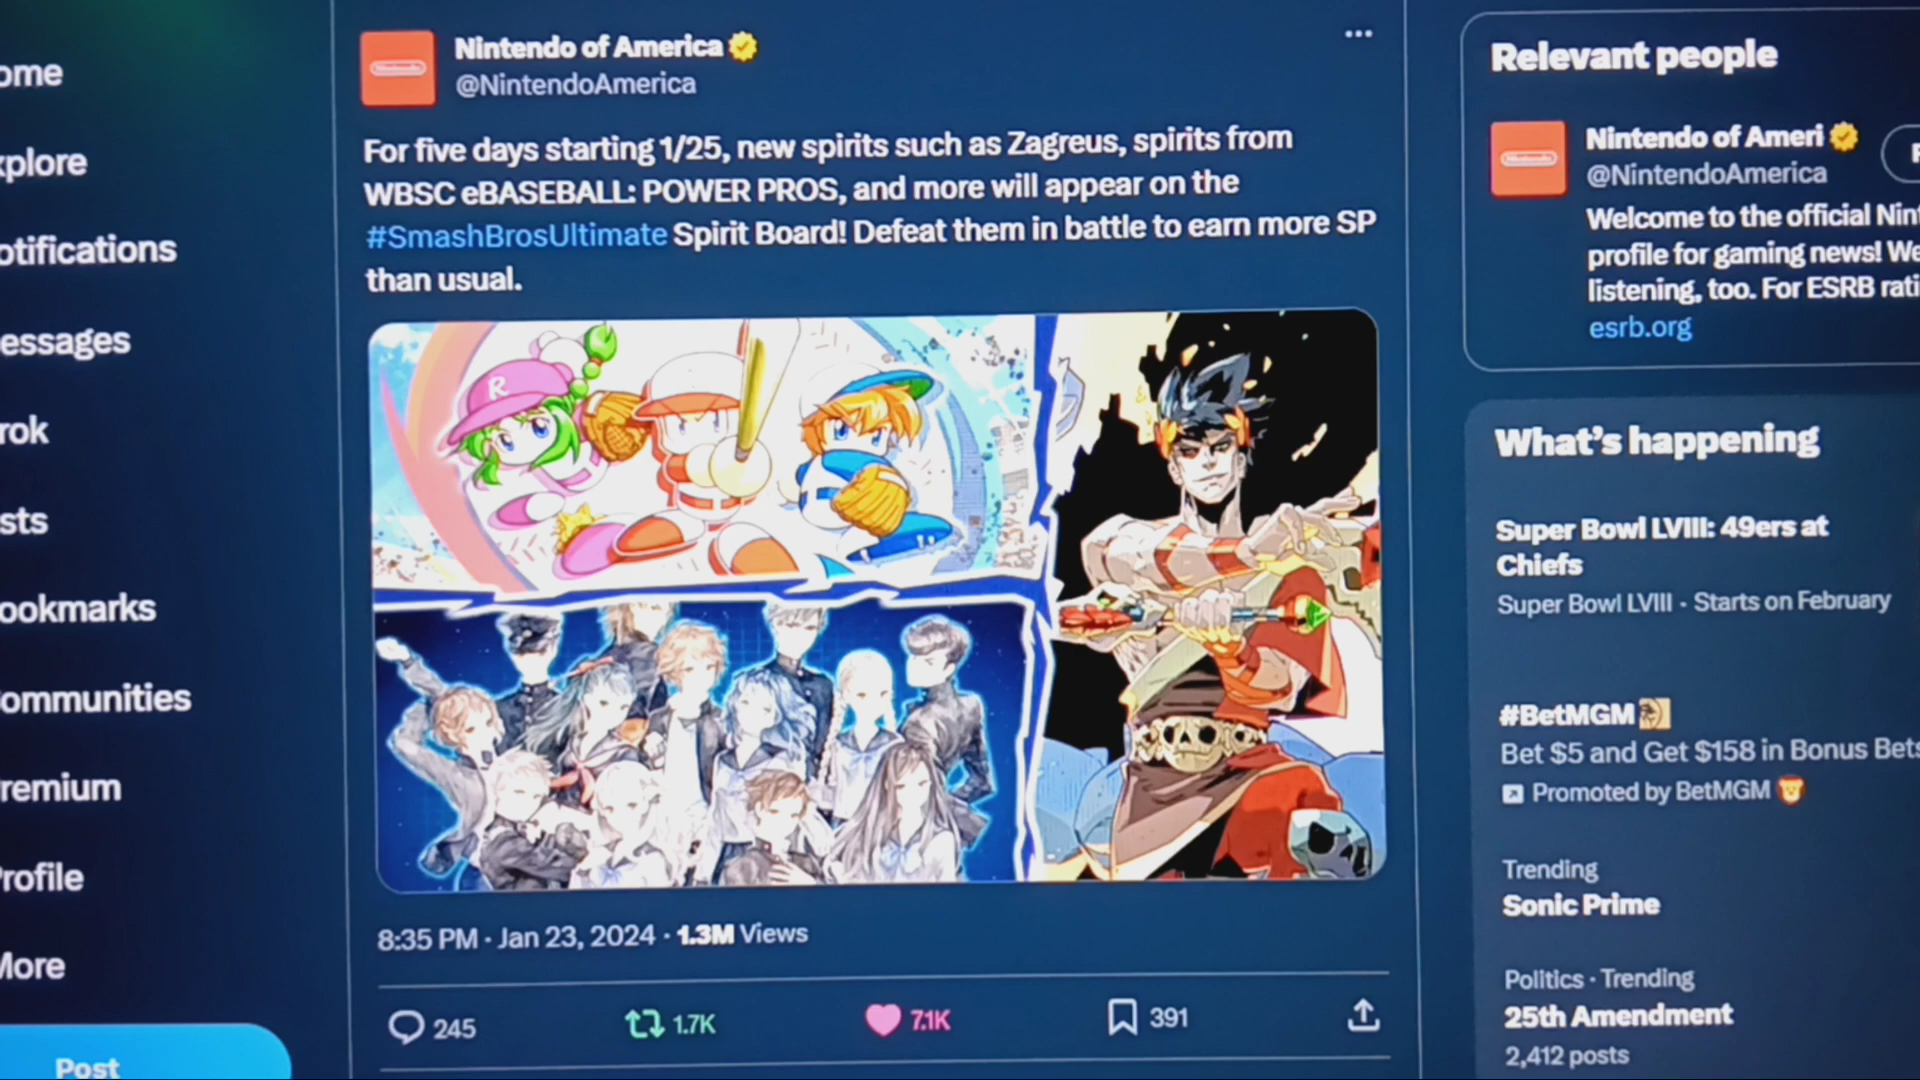 ome
xplore
otifications
essages
rok
sts
ookmarks
ommunities
remium
rofile
More
Post
Nintendo of America
@NintendoAmerica
For five days starting 1/25, new spirits such as Zagreus, spirits from
WBSC eBASEBALL: POWER PROS, and more will appear on the
#SmashBrosUltimate Spirit Board! Defeat them in battle to earn more SP
than usual.
R
8:35 PM · Jan 23, 2024 · 1.3M Views
245 1.7K 7.1K 391
Relevant people
Nintendo
Nintendo of Ameri
@NintendoAmerica
Welcome to the official Nint
profile for gaming news! We
listening, too. For ESRB rati
esrb.org
What's happening
Super Bowl LVIII: 49ers at
Chiefs
Super Bowl LVIII · Starts on February
#BetMGM
Bet $5 and Get $158 in Bonus Bets
Promoted by BetMGM
Trending
Sonic Prime
Politics · Trending
25th Amendment
2,412 posts